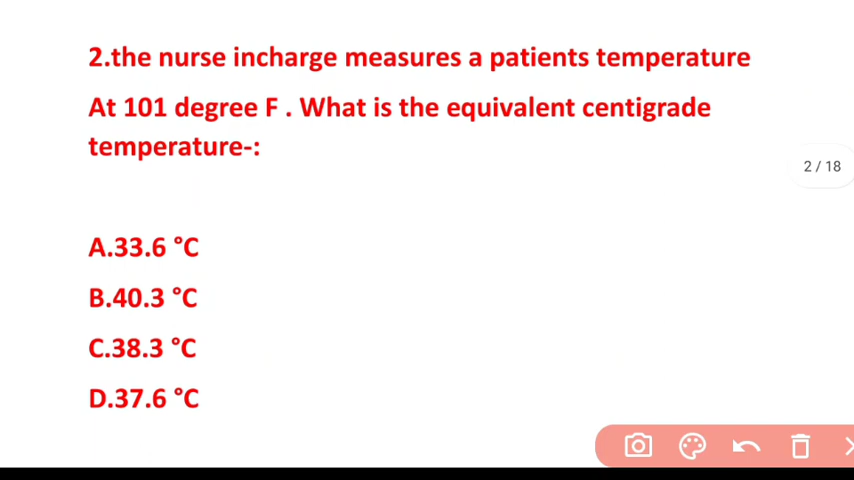 2.the nurse incharge measures a patients temperature
At 101 degree F . What is the equivalent centigrade
temperature-:
2 / 18
A.33.6 °C
B.40.3 °C
C.38.3 °C
D.37.6 °C